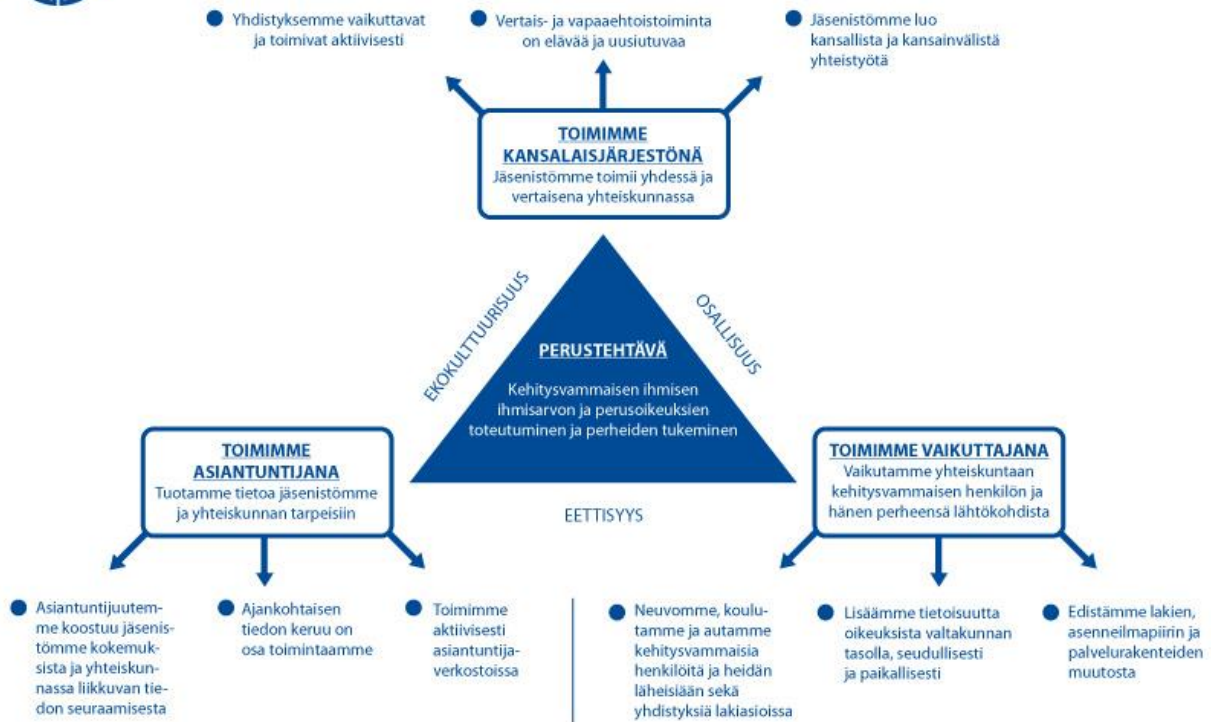 Yhdistyksemme vaikuttavat
ja toimivat aktiivisesti
Vertais- ja vapaaehtoistoiminta
on elävää ja uusiutuvaa
Jäsenistömme luo
kansallista ja kansainvälistä
yhteistyötä
TOIMIMME
KANSALAISJÄRJESTÖNÄ
Jäsenistömme toimii yhdessä ja
vertaisena yhteiskunnassa
EKOKULTTUURISUUS
OSALLISUUS
PERUSTEHTÄVÄ
Kehitysvammaisen ihmisen
ihmisarvon ja perusoikeuksien
toteutuminen ja perheiden tukeminen
EETTISYYS
TOIMIMME
ASIANTUNTIJANA
Tuotamme tietoa jäsenistömme
ja yhteiskunnan tarpeisiin
TOIMIMME VAIKUTTAJANA
Vaikutamme yhteiskuntaan
kehitysvammaisen henkilön ja
hänen perheensä lähtökohdista
Asiantuntijuutem-
me koostuu jäsenis-
tömme kokemuk-
sista ja yhteiskun-
nassa liikkuvan tie-
don seuraamisesta
Ajankohtaisen
tiedon keruu on
osa toimintaamme
Toimimme
aktiivisesti
asiantuntija-
verkostoissa
Neuvomme, koulu-
tamme ja autamme
kehitysvammaisia
henkilöitä ja heidän
läheisiään sekä
yhdistyksiä lakiasioissa
Lisäämme tietoisuutta
oikeuksista valtakunnan
tasolla, seudullisesti
ja paikallisesti
Edistämme lakien,
asenneilmapiirin ja
palvelurakenteiden
muutosta